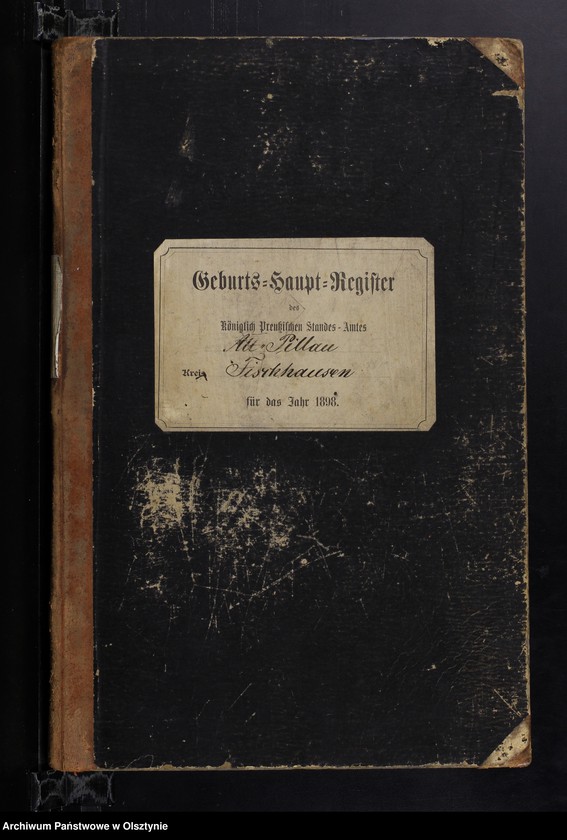 Geburts-Haupt-Register
des
Königlich Preußischen Standes-Amtes
Alt-Pillau
Kreis Fischhausen
für das Jahr 1898.
Archiwum Państwowe w Olsztynie